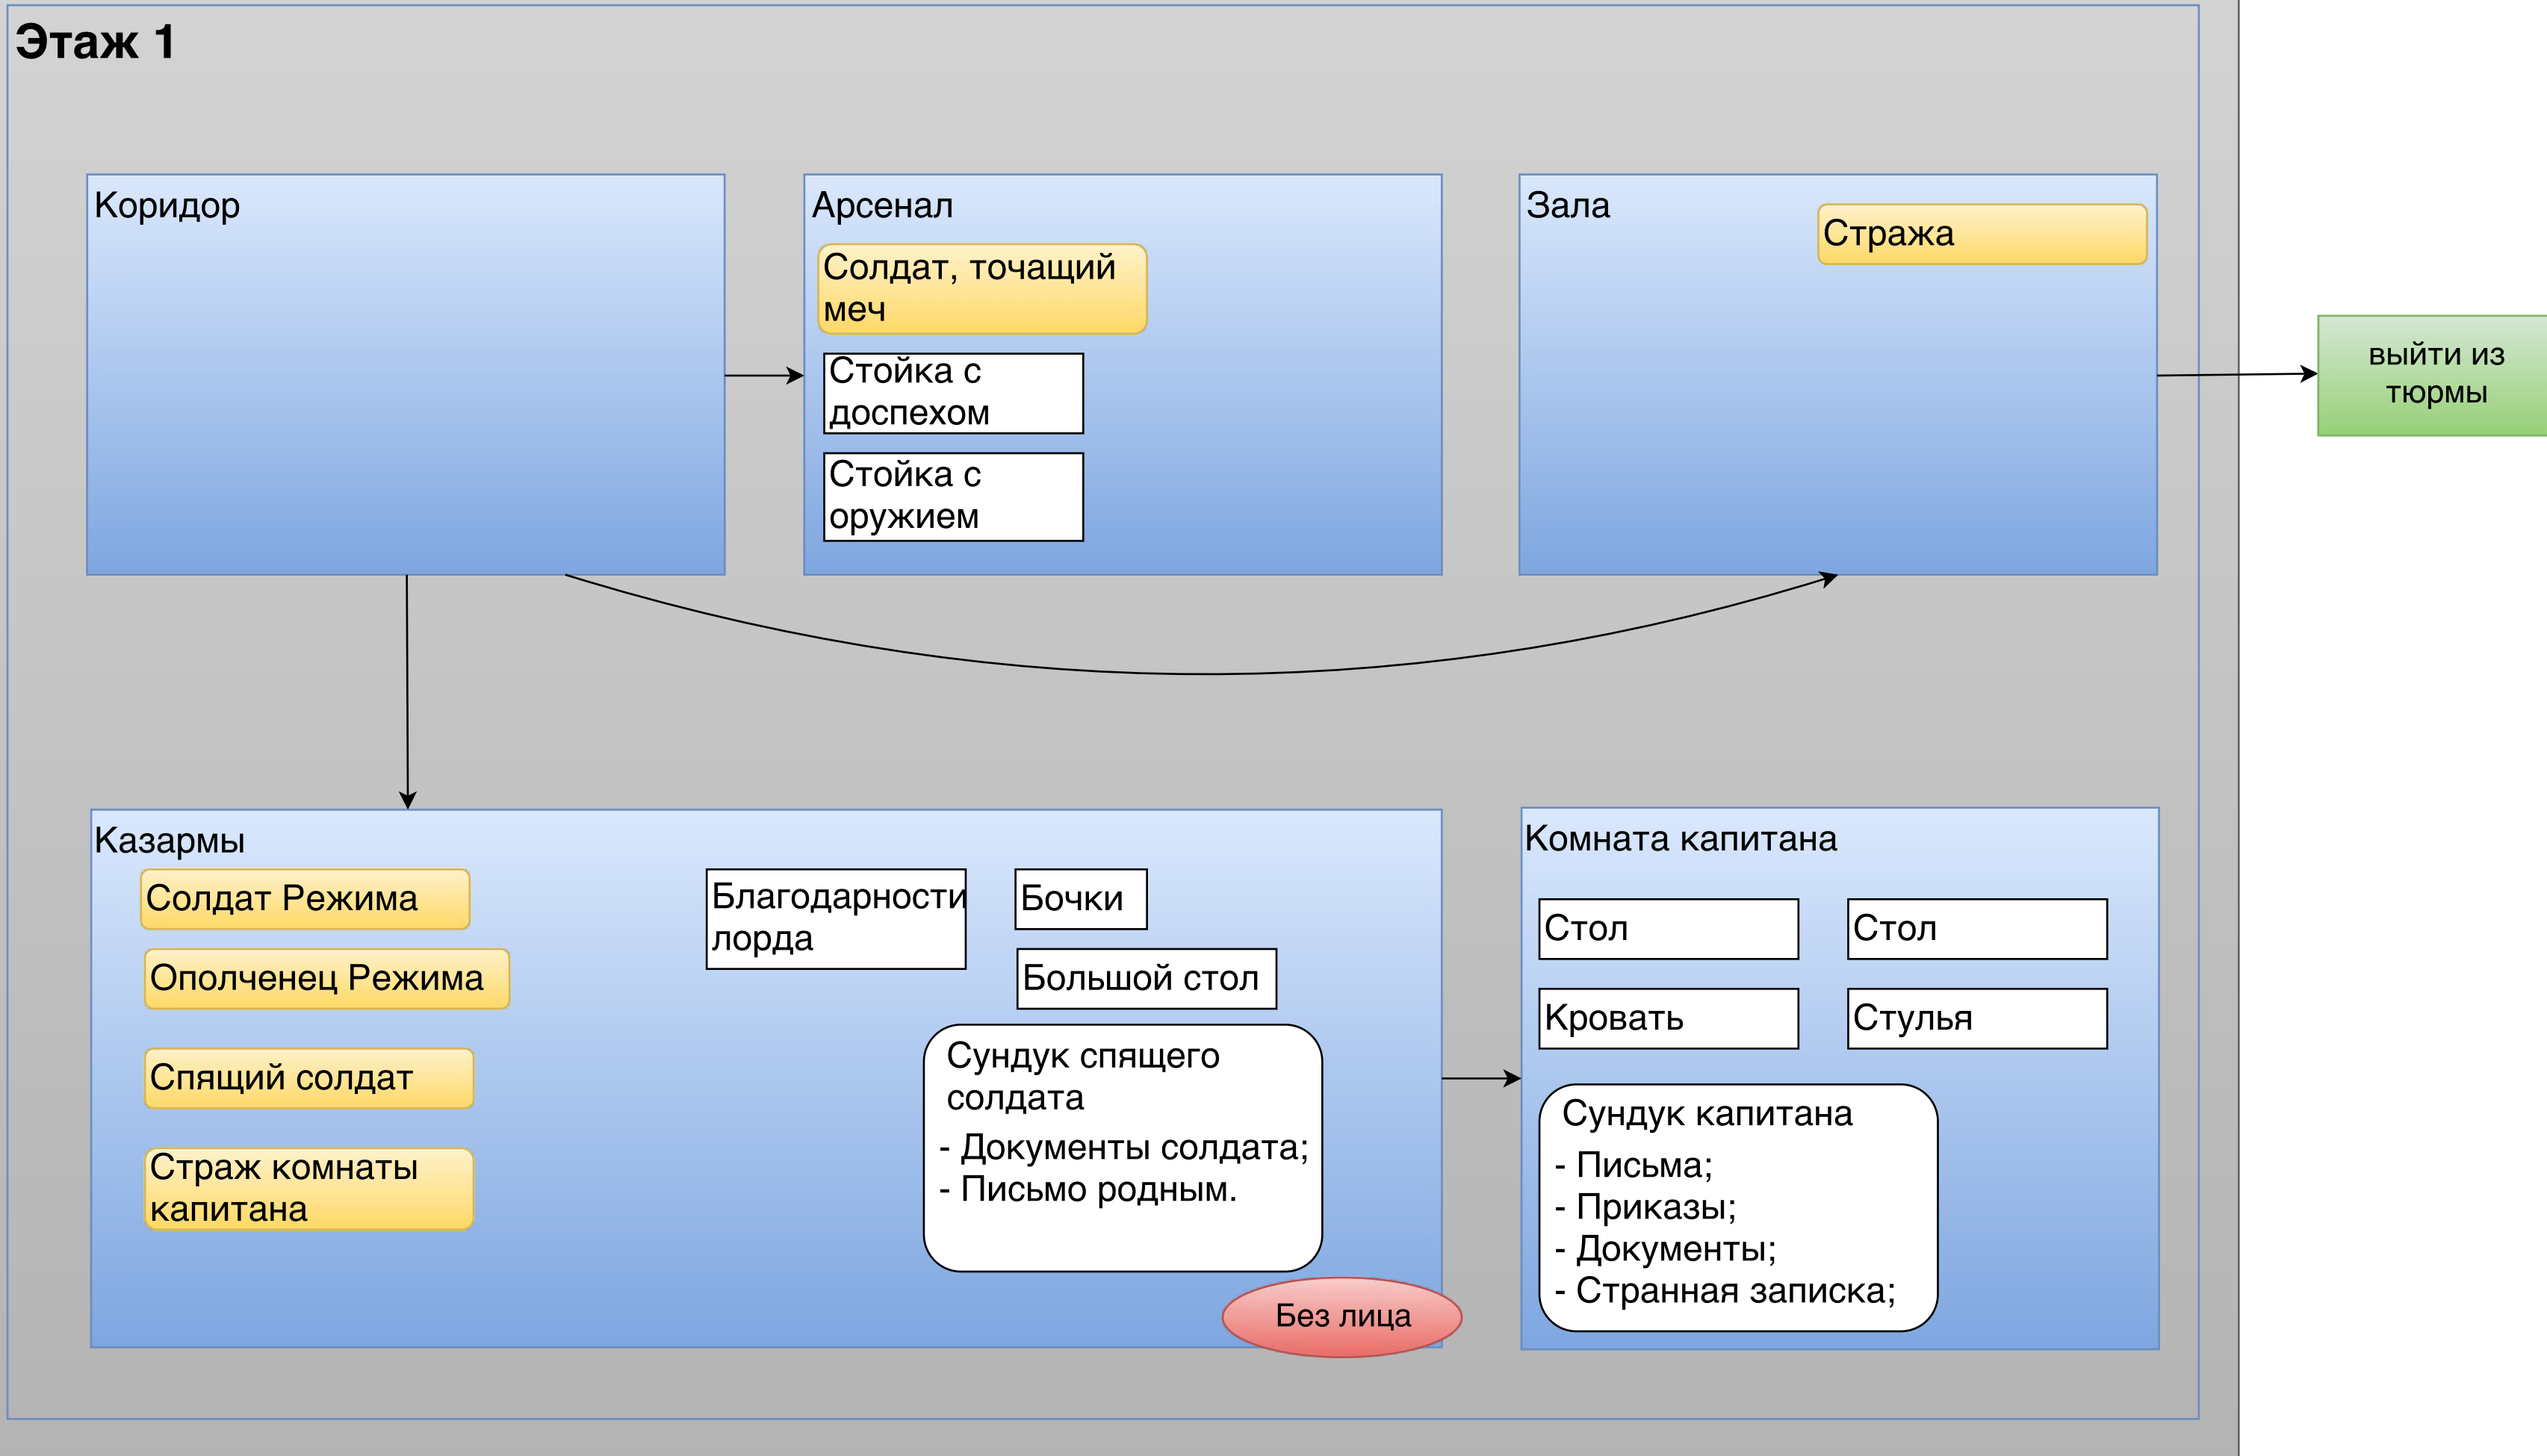 Этаж 1
Коридор
Арсенал
Солдат, точащий
меч
Стойка с
доспехом
Стойка с
оружием
Зала
Стража
выйти из
тюрмы
Казармы
Солдат Режима
Ополченец Режима
Спящий солдат
Страж комнаты
капитана
Благодарности
лорда
Бочки
Большой стол
Сундук спящего
солдата
- Документы солдата;
- Письмо родным.
Без лица
Комната капитана
Стол
Стол
Кровать
Стулья
Сундук капитана
- Письма;
- Приказы;
- Документы;
- Странная записка;